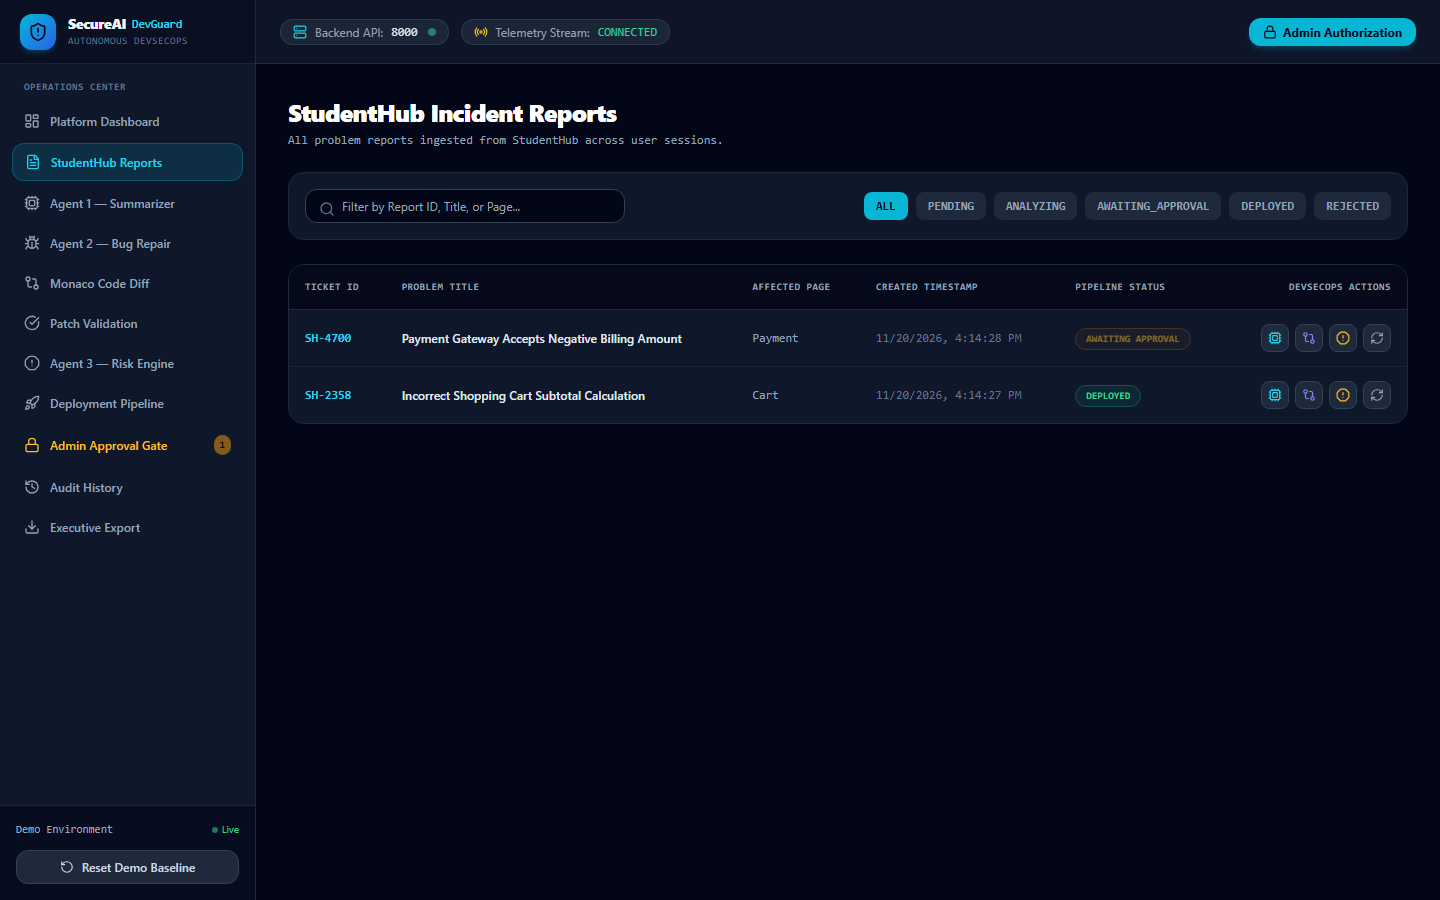 SecureAI DevGuard
AUTONOMOUS DEVSECOPS
Backend API: 8000
Telemetry Stream: CONNECTED
Admin Authorization
OPERATIONS CENTER
Platform Dashboard
StudentHub Reports
Agent 1 — Summarizer
Agent 2 — Bug Repair
Monaco Code Diff
Patch Validation
Agent 3 — Risk Engine
Deployment Pipeline
Admin Approval Gate 1
Audit History
Executive Export
Demo Environment Live
Reset Demo Baseline
StudentHub Incident Reports
All problem reports ingested from StudentHub across user sessions.
Filter by Report ID, Title, or Page...
ALL PENDING ANALYZING AWAITING_APPROVAL DEPLOYED REJECTED
TICKET ID PROBLEM TITLE AFFECTED PAGE CREATED TIMESTAMP PIPELINE STATUS DEVSECOPS ACTIONS
SH-4700 Payment Gateway Accepts Negative Billing Amount Payment 11/20/2026, 4:14:28 PM AWAITING APPROVAL
SH-2358 Incorrect Shopping Cart Subtotal Calculation Cart 11/20/2026, 4:14:27 PM DEPLOYED